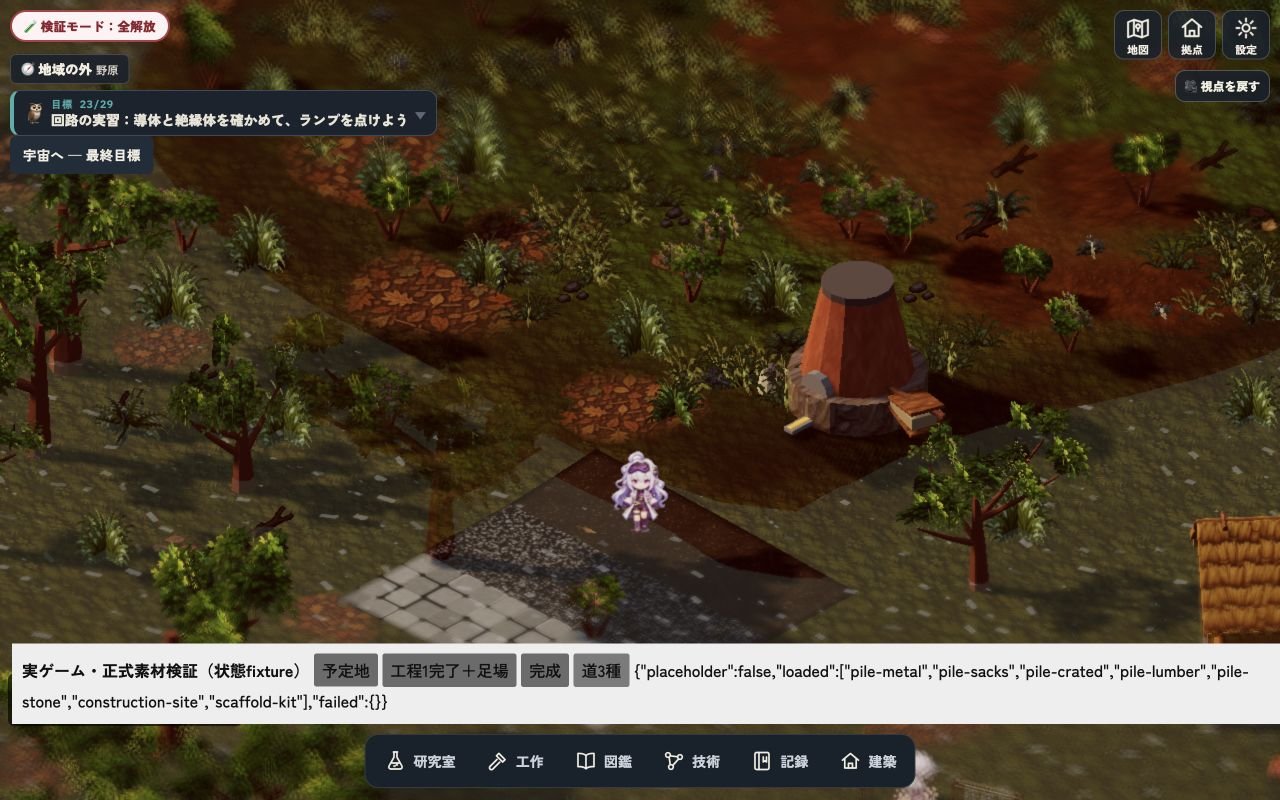 検証モード：全解放
地図
拠点
設定
地域の外 野原
視点を戻す
目標 23/29
回路の実習：導体と絶縁体を確かめて、ランプを点けよう
宇宙へ — 最終目標
実ゲーム・正式素材検証（状態fixture） 予定地 工程1完了＋足場 完成 道3種 {"placeholder":false,"loaded":["pile-metal","pile-sacks","pile-crated","pile-lumber","pile-
stone","construction-site","scaffold-kit"],"failed":{}}
研究室 工作 図鑑 技術 記録 建築